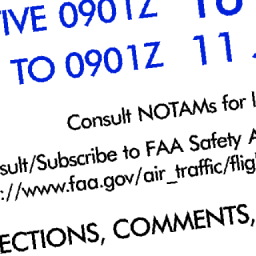 TIVE 0901Z 10
TO 0901Z 11
Consult NOTAMs for l
sult/Subscribe to FAA Safety A
://www.faa.gov/air_traffic/flig
ECTIONS, COMMENTS,